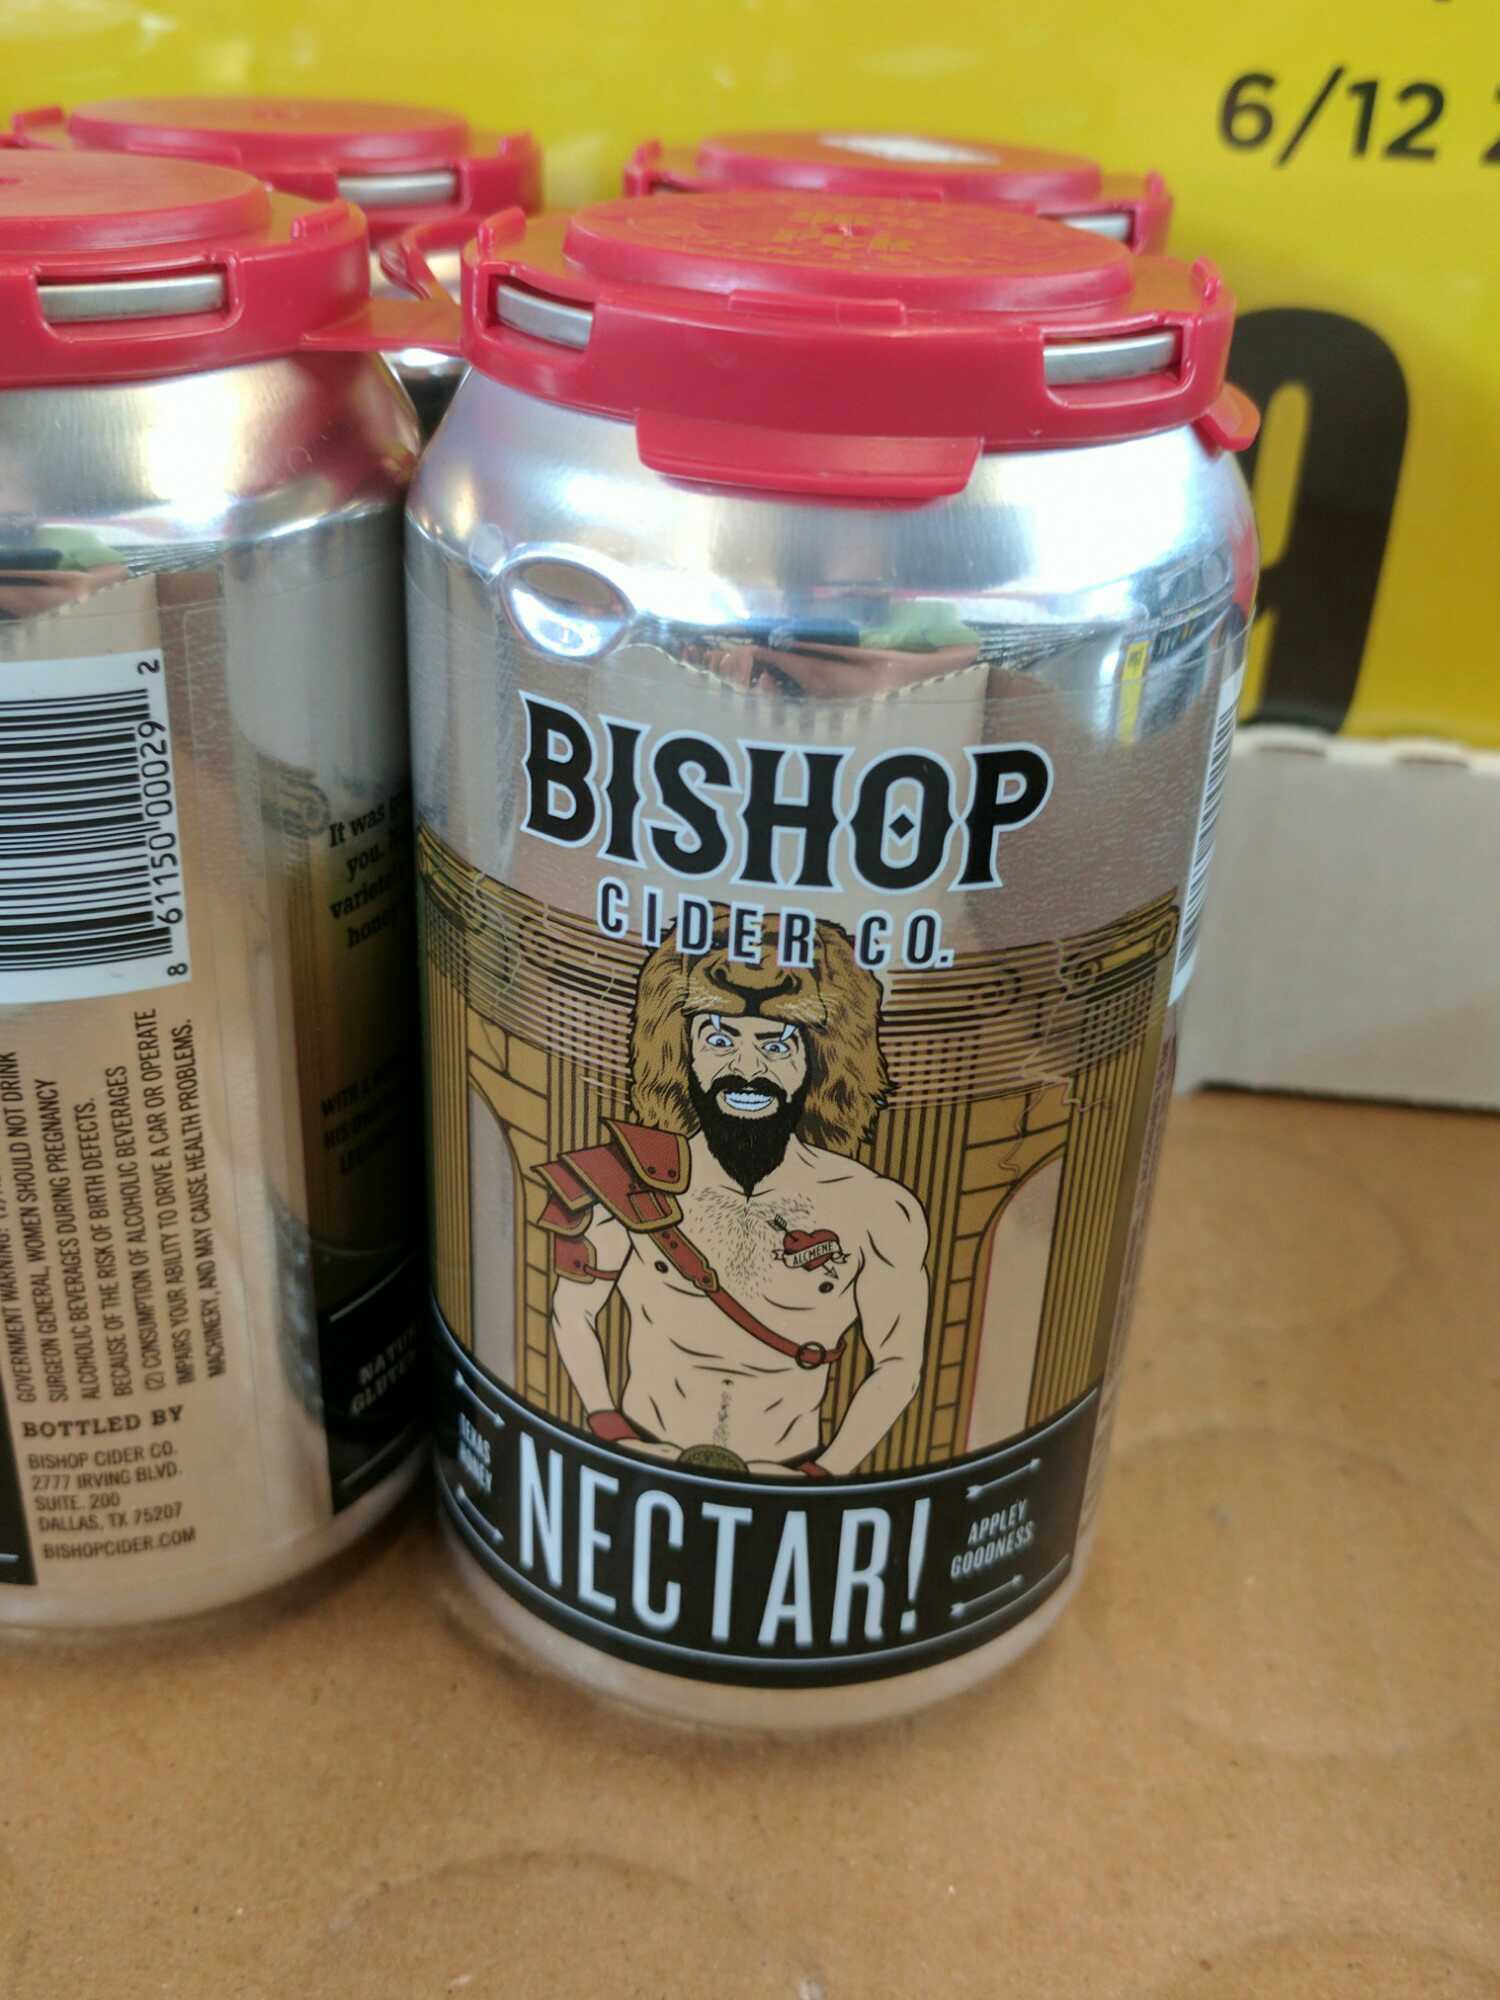 6/12
BISHOP
CIDER CO.
ALCMENE
TEXAS
HONEY
NECTAR!
APPLEY
GOODNESS
8 61150 00029 2
GOVERNMENT WARNING:
SURGEON GENERAL, WOMEN SHOULD NOT DRINK
ALCOHOLIC BEVERAGES DURING PREGNANCY
BECAUSE OF THE RISK OF BIRTH DEFECTS.
(2) CONSUMPTION OF ALCOHOLIC BEVERAGES
IMPAIRS YOUR ABILITY TO DRIVE A CAR OR OPERATE
MACHINERY, AND MAY CAUSE HEALTH PROBLEMS.
BOTTLED BY
BISHOP CIDER CO.
2777 IRVING BLVD.
SUITE. 200
DALLAS, TX 75207
BISHOPCIDER.COM
It was
you.
honey
WITH
HIS